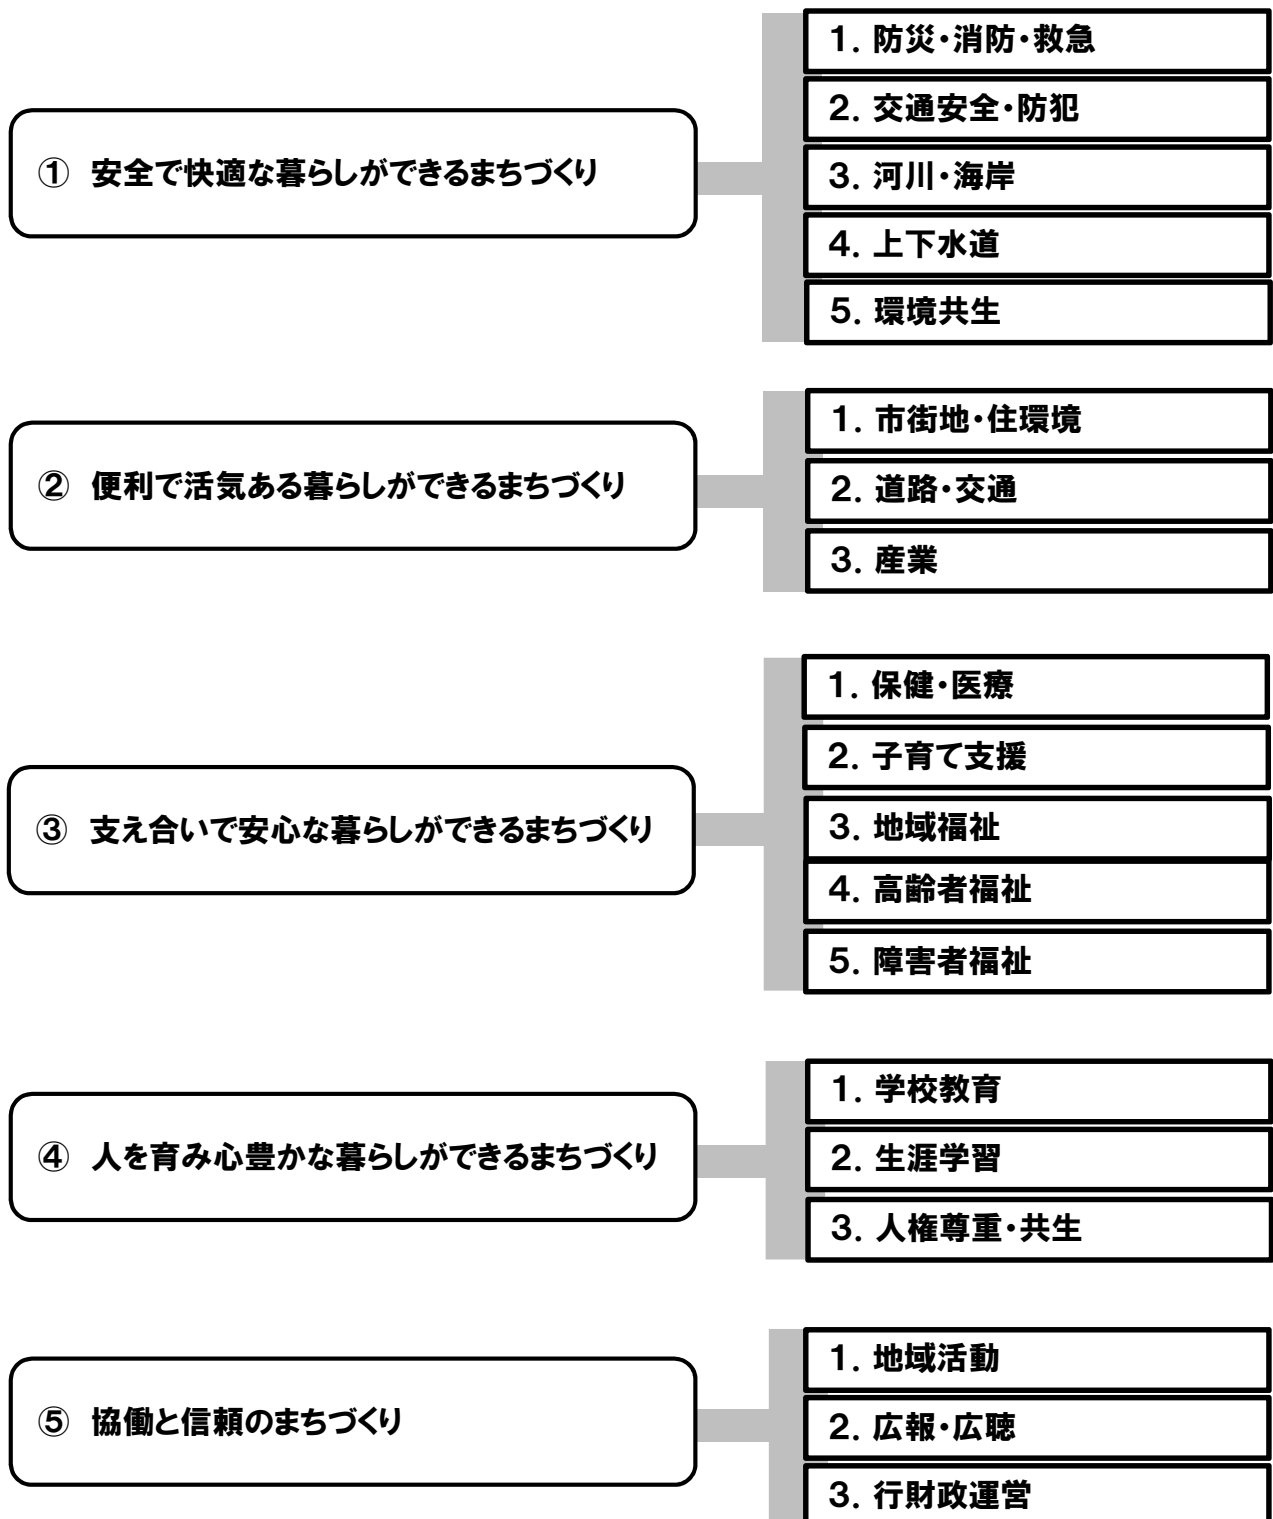 ① 安全で快適な暮らしができるまちづくり
1. 防災・消防・救急
2. 交通安全・防犯
3. 河川・海岸
4. 上下水道
5. 環境共生
② 便利で活気ある暮らしができるまちづくり
1. 市街地・住環境
2. 道路・交通
3. 産業
③ 支え合いで安心な暮らしができるまちづくり
1. 保健・医療
2. 子育て支援
3. 地域福祉
4. 高齢者福祉
5. 障害者福祉
④ 人を育み心豊かな暮らしができるまちづくり
1. 学校教育
2. 生涯学習
3. 人権尊重・共生
⑤ 協働と信頼のまちづくり
1. 地域活動
2. 広報・広聴
3. 行財政運営